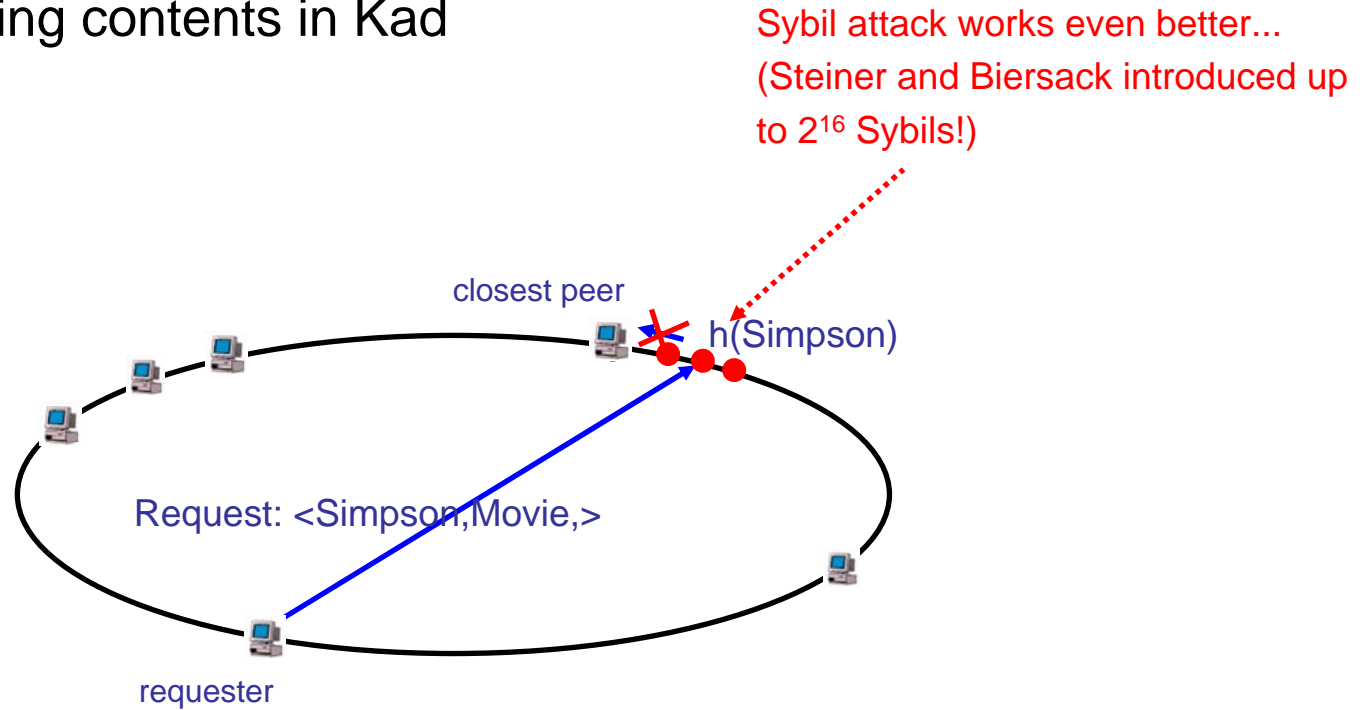 ing contents in Kad
Sybil attack works even better...
(Steiner and Biersack introduced up
to 2¹⁶ Sybils!)
closest peer
h(Simpson)
Request: <Simpson,Movie,>
requester